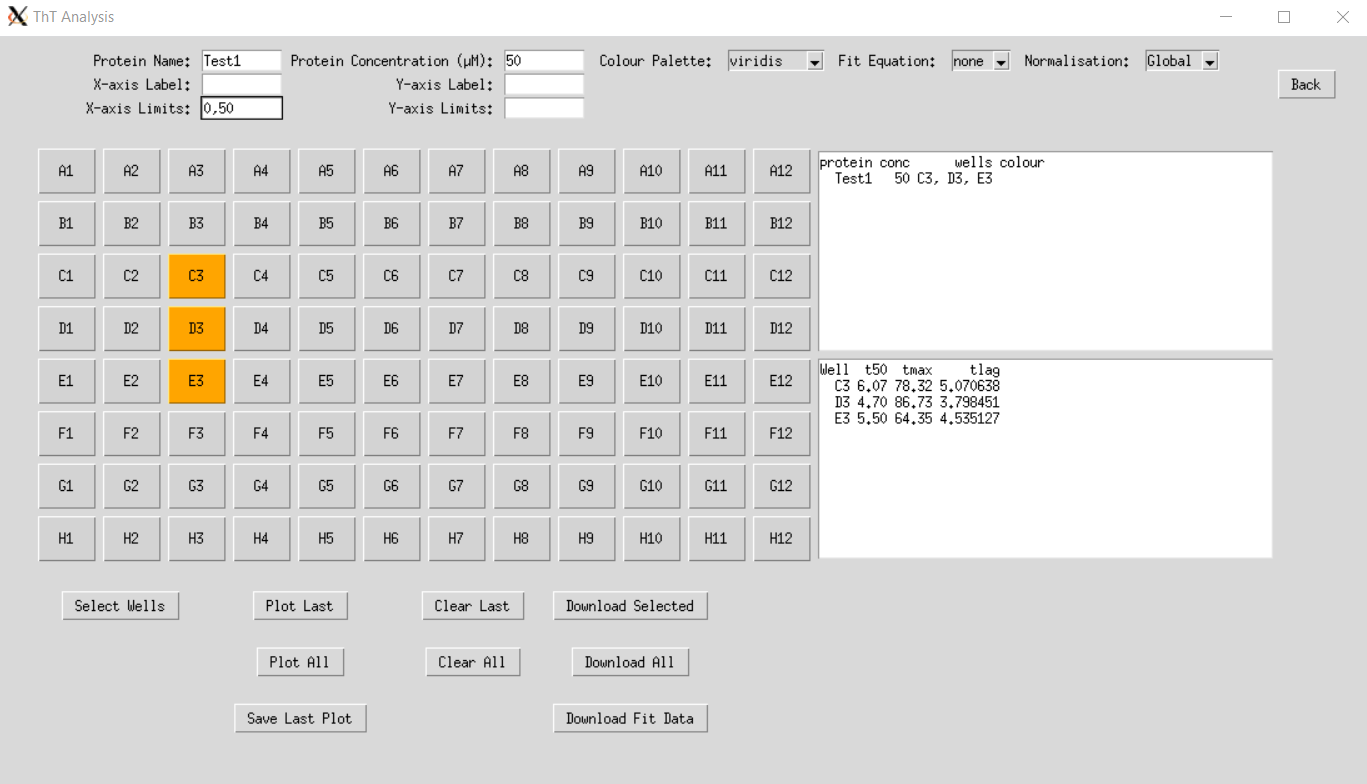 ThT Analysis
Protein Name: Test1 Protein Concentration (µM): 50 Colour Palette: viridis Fit Equation: none Normalisation: Global
X-axis Label: Y-axis Label:
Back
X-axis Limits: 0,50 Y-axis Limits:
A1 A2 A3 A4 A5 A6 A7 A8 A9 A10 A11 A12
B1 B2 B3 B4 B5 B6 B7 B8 B9 B10 B11 B12
C1 C2 C3 C4 C5 C6 C7 C8 C9 C10 C11 C12
D1 D2 D3 D4 D5 D6 D7 D8 D9 D10 D11 D12
E1 E2 E3 E4 E5 E6 E7 E8 E9 E10 E11 E12
F1 F2 F3 F4 F5 F6 F7 F8 F9 F10 F11 F12
G1 G2 G3 G4 G5 G6 G7 G8 G9 G10 G11 G12
H1 H2 H3 H4 H5 H6 H7 H8 H9 H10 H11 H12
protein conc wells colour
Test1 50 C3, D3, E3
Well t50 tmax tlag
C3 6.07 78.32 5.070638
D3 4.70 86.73 3.798451
E3 5.50 64.35 4.535127
Select Wells Plot Last Clear Last Download Selected
Plot All Clear All Download All
Save Last Plot Download Fit Data